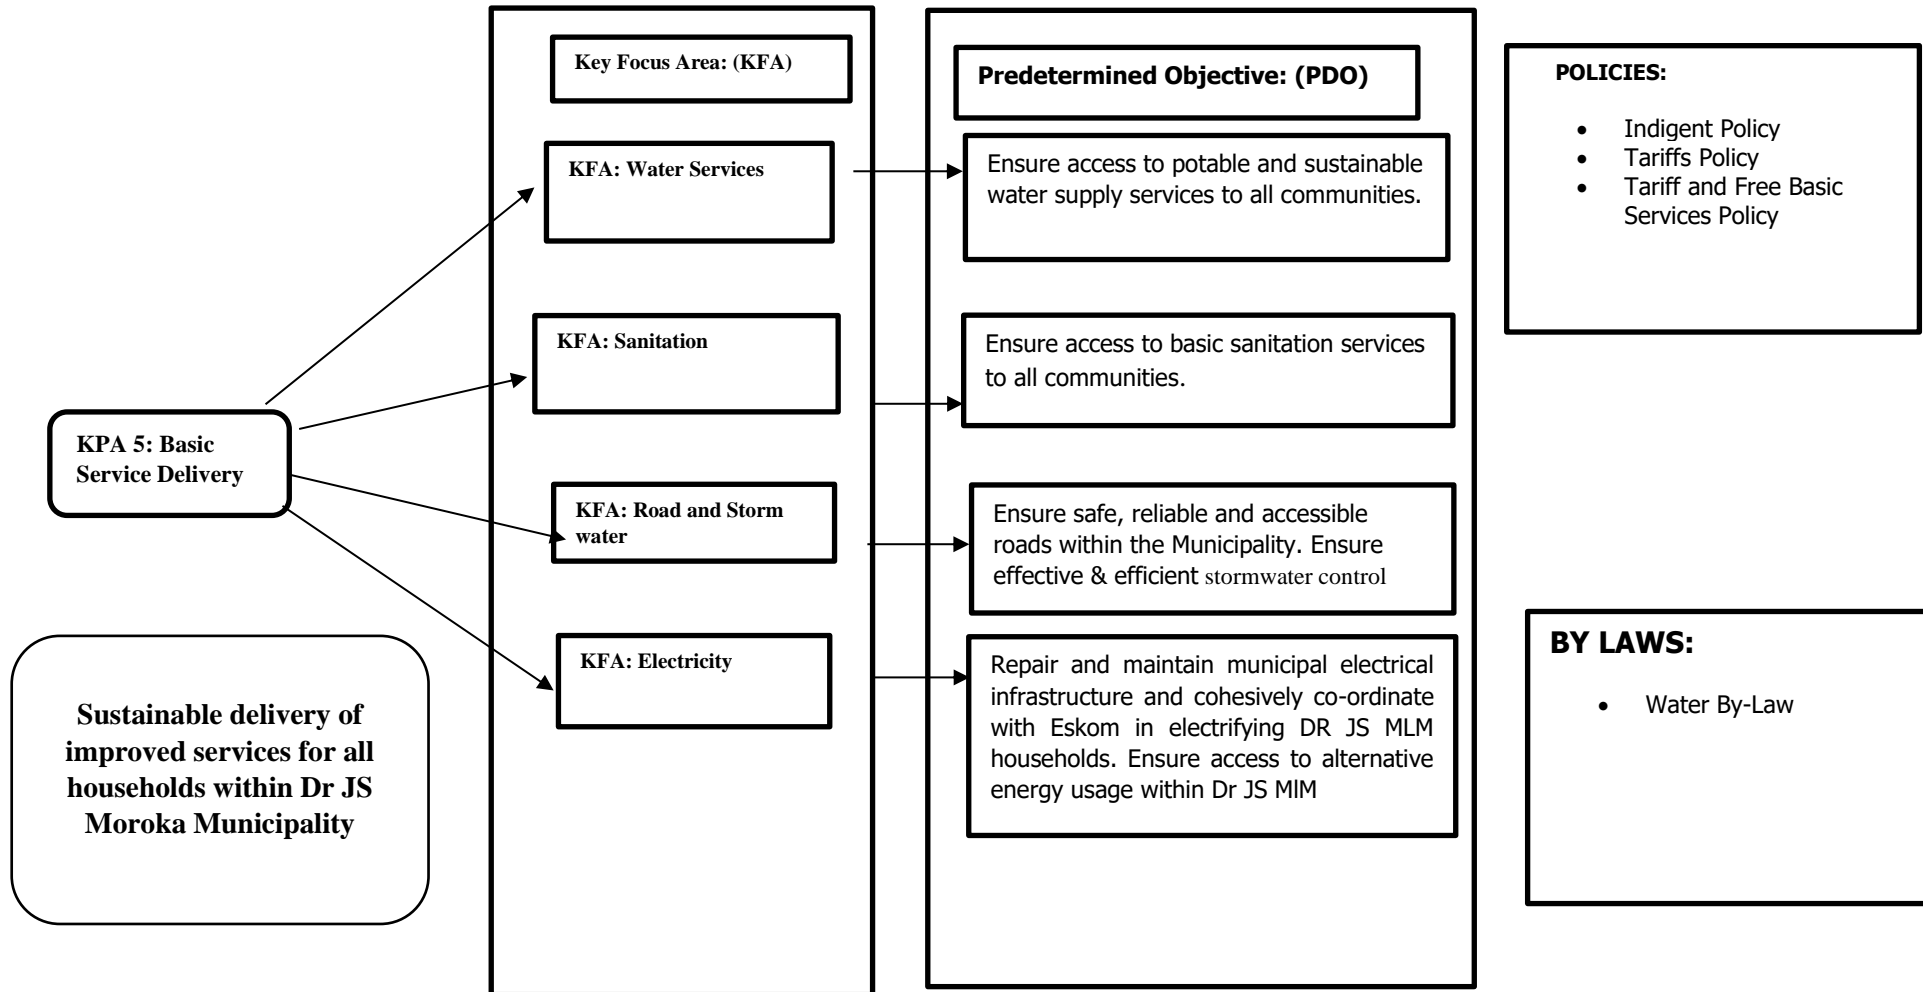 KPA 5: Basic
Service Delivery
Sustainable delivery of
improved services for all
households within Dr JS
Moroka Municipality
Key Focus Area: (KFA)
KFA: Water Services
KFA: Sanitation
KFA: Road and Storm
water
KFA: Electricity
Predetermined Objective: (PDO)
Ensure access to potable and sustainable
water supply services to all communities.
Ensure access to basic sanitation services
to all communities.
Ensure safe, reliable and accessible
roads within the Municipality. Ensure
effective & efficient stormwater control
Repair and maintain municipal electrical
infrastructure and cohesively co-ordinate
with Eskom in electrifying DR JS MLM
households. Ensure access to alternative
energy usage within Dr JS MlM
POLICIES:
• Indigent Policy
• Tariffs Policy
• Tariff and Free Basic
Services Policy
BY LAWS:
• Water By-Law